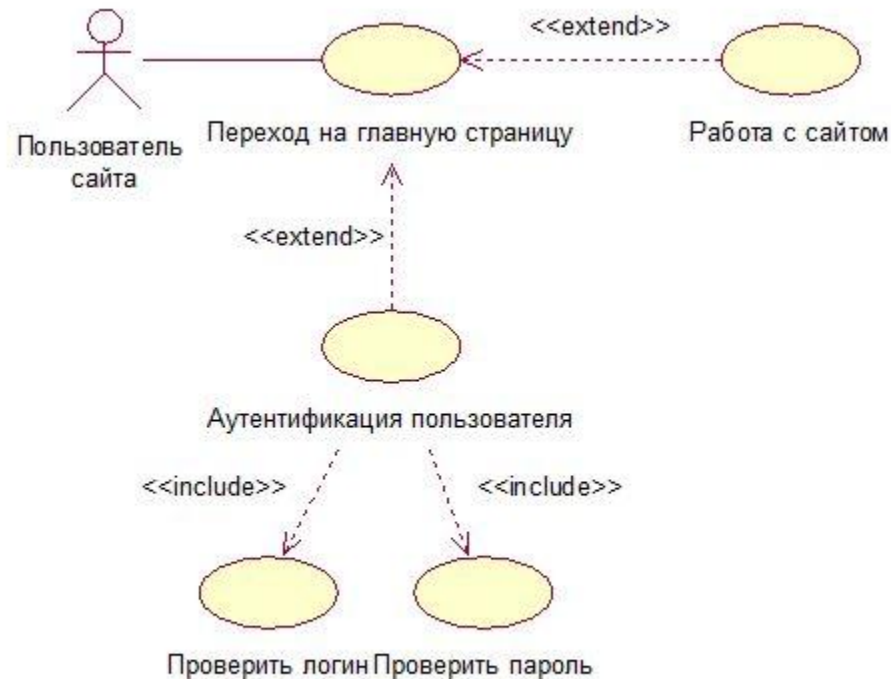 <<extend>>
Переход на главную страницу
Работа с сайтом
Пользователь
сайта
<<extend>>
Аутентификация пользователя
<<include>>
<<include>>
Проверить логин
Проверить пароль